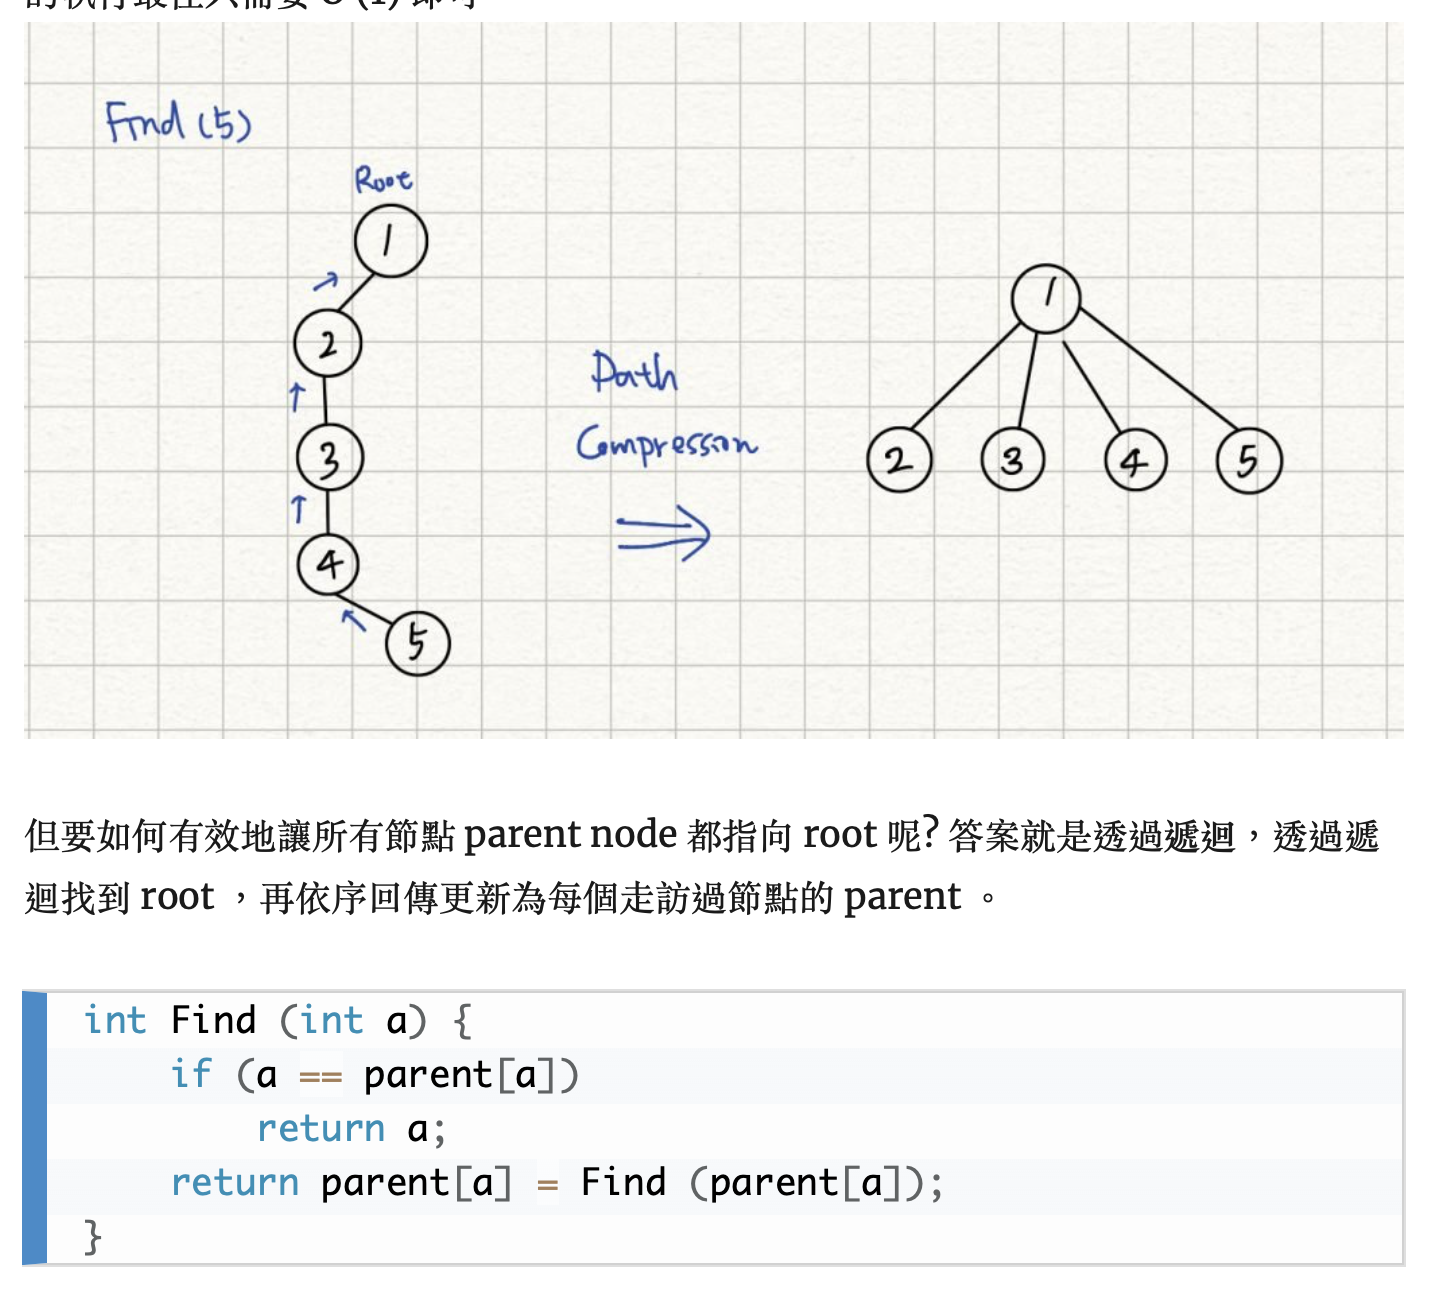 Find (5)
Root
1
2
3
4
5
Path
Compression
1
2 3 4 5
但要如何有效地讓所有節點 parent node 都指向 root 呢? 答案就是透過遞迴，透過遞
迴找到 root ，再依序回傳更新為每個走訪過節點的 parent 。
int Find (int a) {
    if (a == parent[a])
        return a;
    return parent[a] = Find (parent[a]);
}